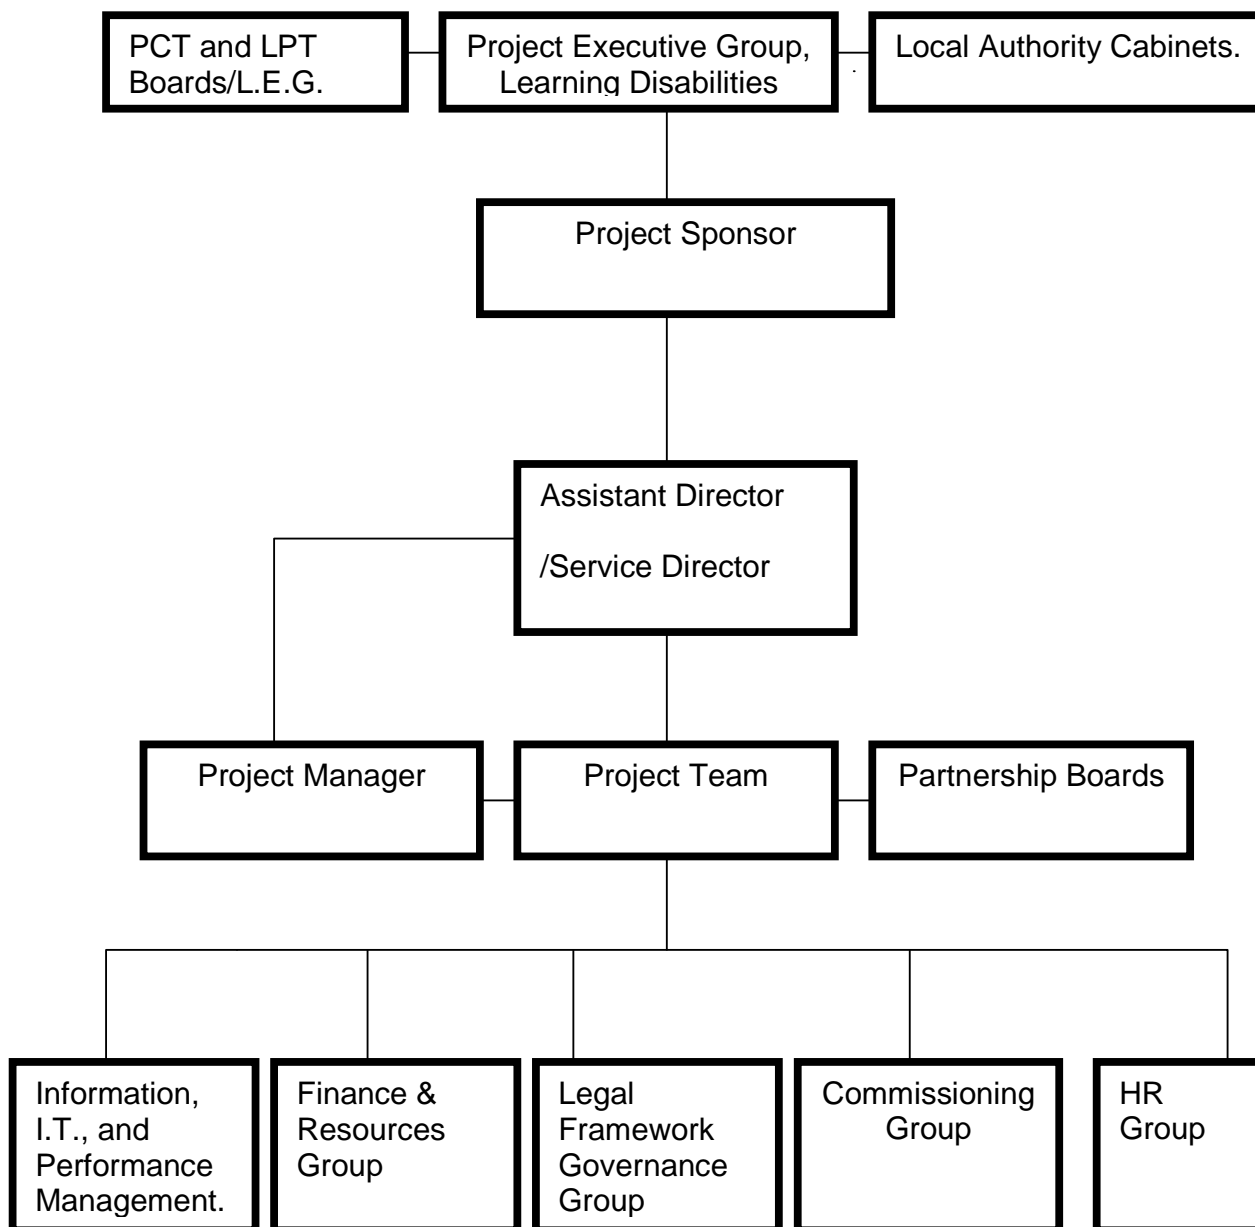 PCT and LPT
Boards/L.E.G.
Project Executive Group,
Learning Disabilities
Local Authority Cabinets.
.
Project Sponsor
Assistant Director
/Service Director
Project Manager
Project Team
Partnership Boards
Information,
I.T., and
Performance
Management.
Finance &
Resources
Group
Legal
Framework
Governance
Group
Commissioning
Group
HR
Group